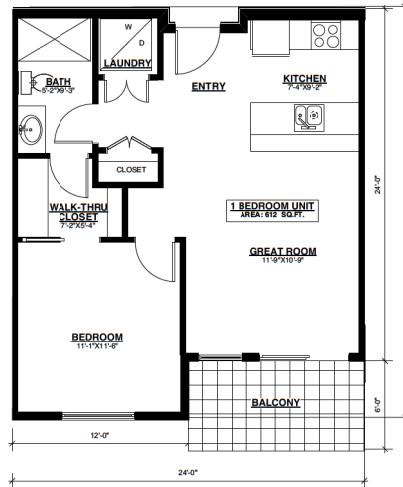 W
D
LAUNDRY
BATH
5'-2"X9'-3"
ENTRY
KITCHEN
7'-4"X9'-2"
CLOSET
WALK-THRU
CLOSET
7'-2"X5'-4"
1 BEDROOM UNIT
AREA: 612 SQ.FT.
GREAT ROOM
11'-9"X10'-9"
24'-0"
BEDROOM
11'-1"X11'-6"
BALCONY
6'-0"
12'-0"
24'-0"